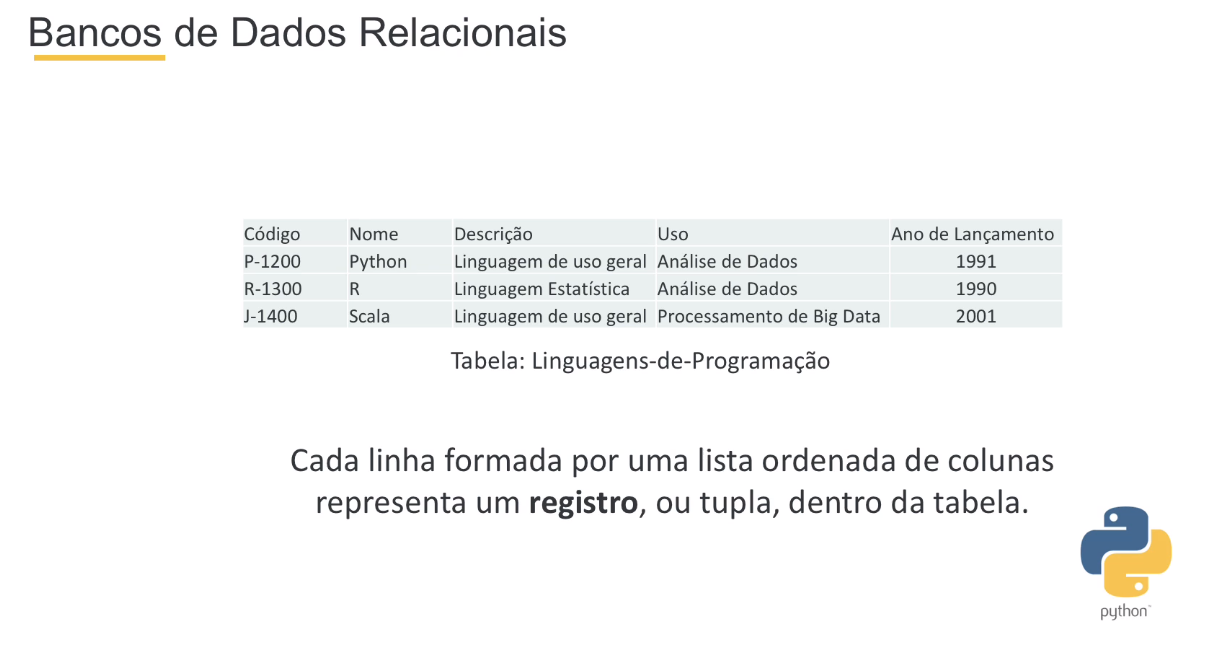 Bancos de Dados Relacionais
Código Nome Descrição Uso Ano de Lançamento
P-1200 Python Linguagem de uso geral Análise de Dados 1991
R-1300 R Linguagem Estatística Análise de Dados 1990
J-1400 Scala Linguagem de uso geral Processamento de Big Data 2001
Tabela: Linguagens-de-Programação
Cada linha formada por uma lista ordenada de colunas
representa um registro, ou tupla, dentro da tabela.
python™